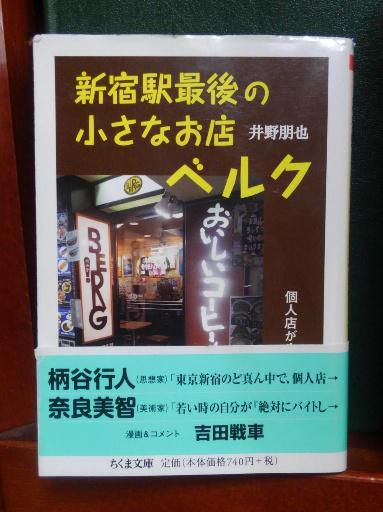 新宿駅最後の
小さなお店
井野朋也
ベルク
BERG
おいしいコーヒー
個人店が
柄谷行人(思想家)「東京新宿のど真ん中で、個人店→
奈良美智(美術家)「若い時の自分が『絶対にバイトし→
漫画&コメント 吉田戦車
ちくま文庫 定価(本体価格740円+税)